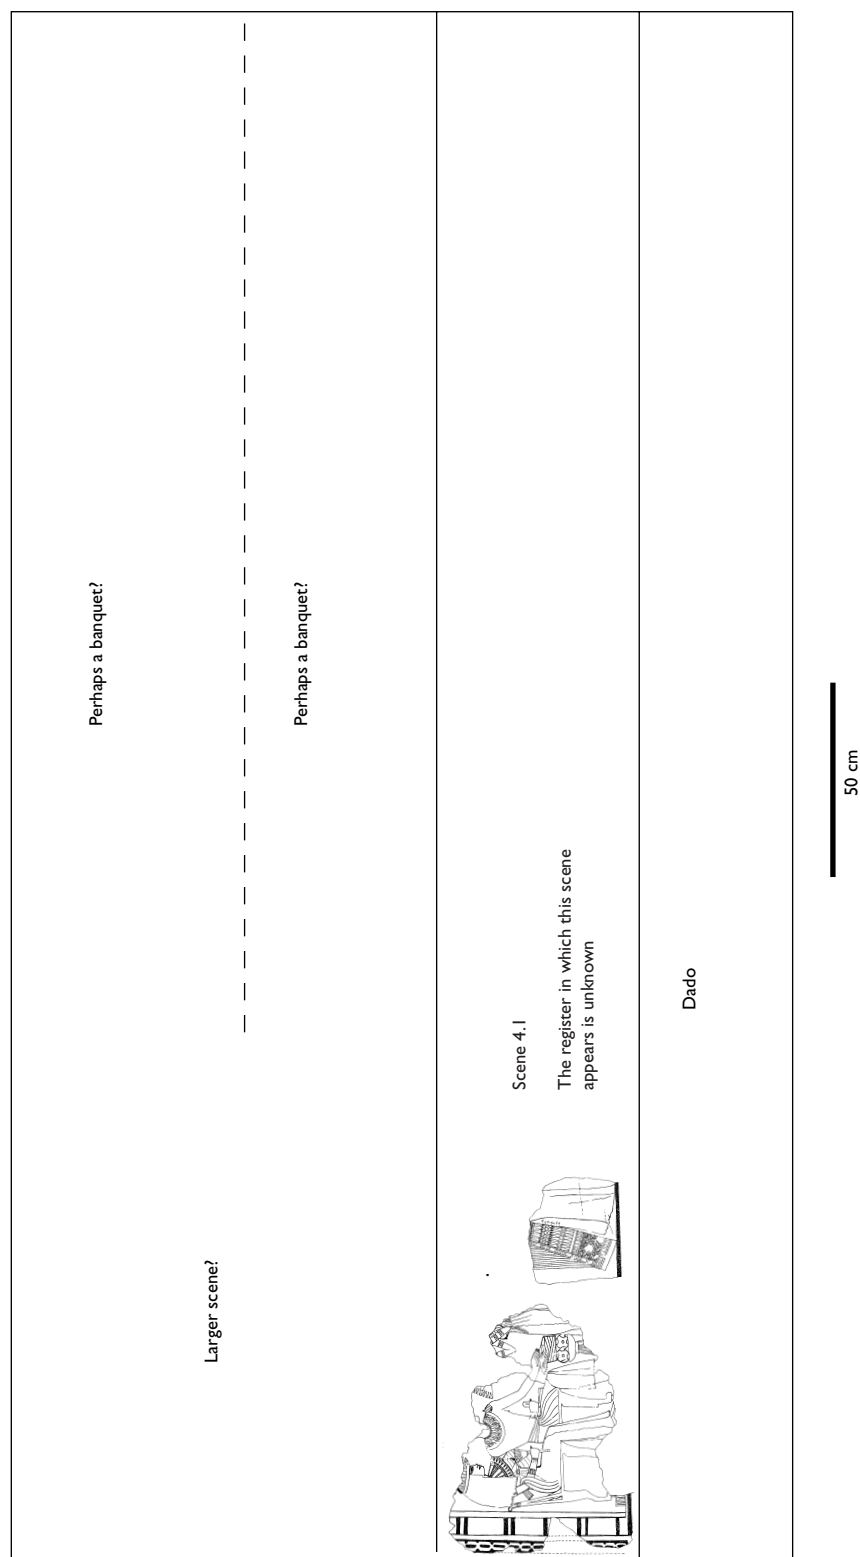 Perhaps a banquet?
Perhaps a banquet?
Larger scene?
Scene 4.1
The register in which this scene
appears is unknown
Dado
50 cm